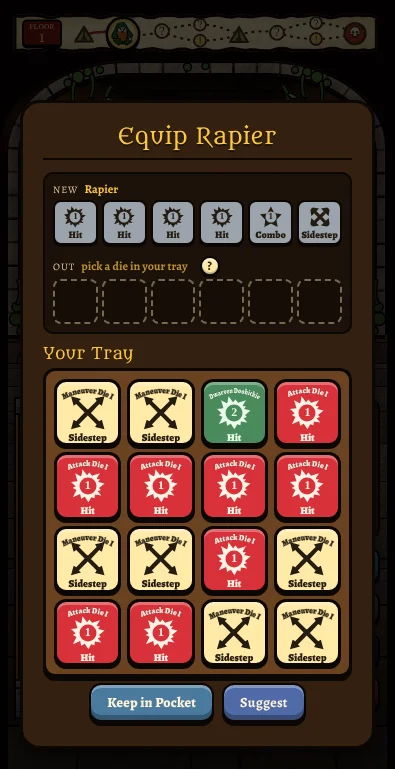 FLOOR
1
? ? ?
! !
Equip Rapier
NEW Rapier
1 1 1 1 1
Hit Hit Hit Hit Combo Sidestep
OUT pick a die in your tray ?
Your Tray
Maneuver Die I Maneuver Die I Dwarven Doohickie Attack Die I
2 1
Sidestep Sidestep Hit Hit
Attack Die I Attack Die I Attack Die I Attack Die I
1 1 1 1
Hit Hit Hit Hit
Maneuver Die I Maneuver Die I Attack Die I Maneuver Die I
1
Sidestep Sidestep Hit Sidestep
Attack Die I Attack Die I Maneuver Die I Maneuver Die I
1 1
Hit Hit Sidestep Sidestep
Keep in Pocket Suggest